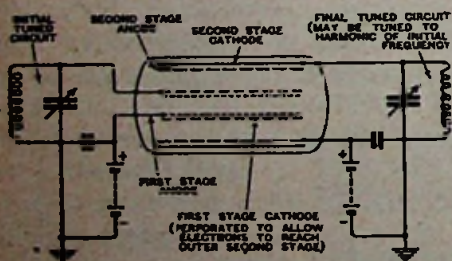 INITIAL
TUNED
CIRCUIT
SECOND STAGE
ANODE
SECOND STAGE
CATHODE
FINAL TUNED CIRCUIT
(MAY BE TUNED TO
HARMONIC OF INITIAL
FREQUENCY)
+
-
+
-
FIRST STAGE
ANODE
FIRST STAGE CATHODE
(PERFORATED TO ALLOW
ELECTRONS TO REACH
OUTER SECOND STAGE)